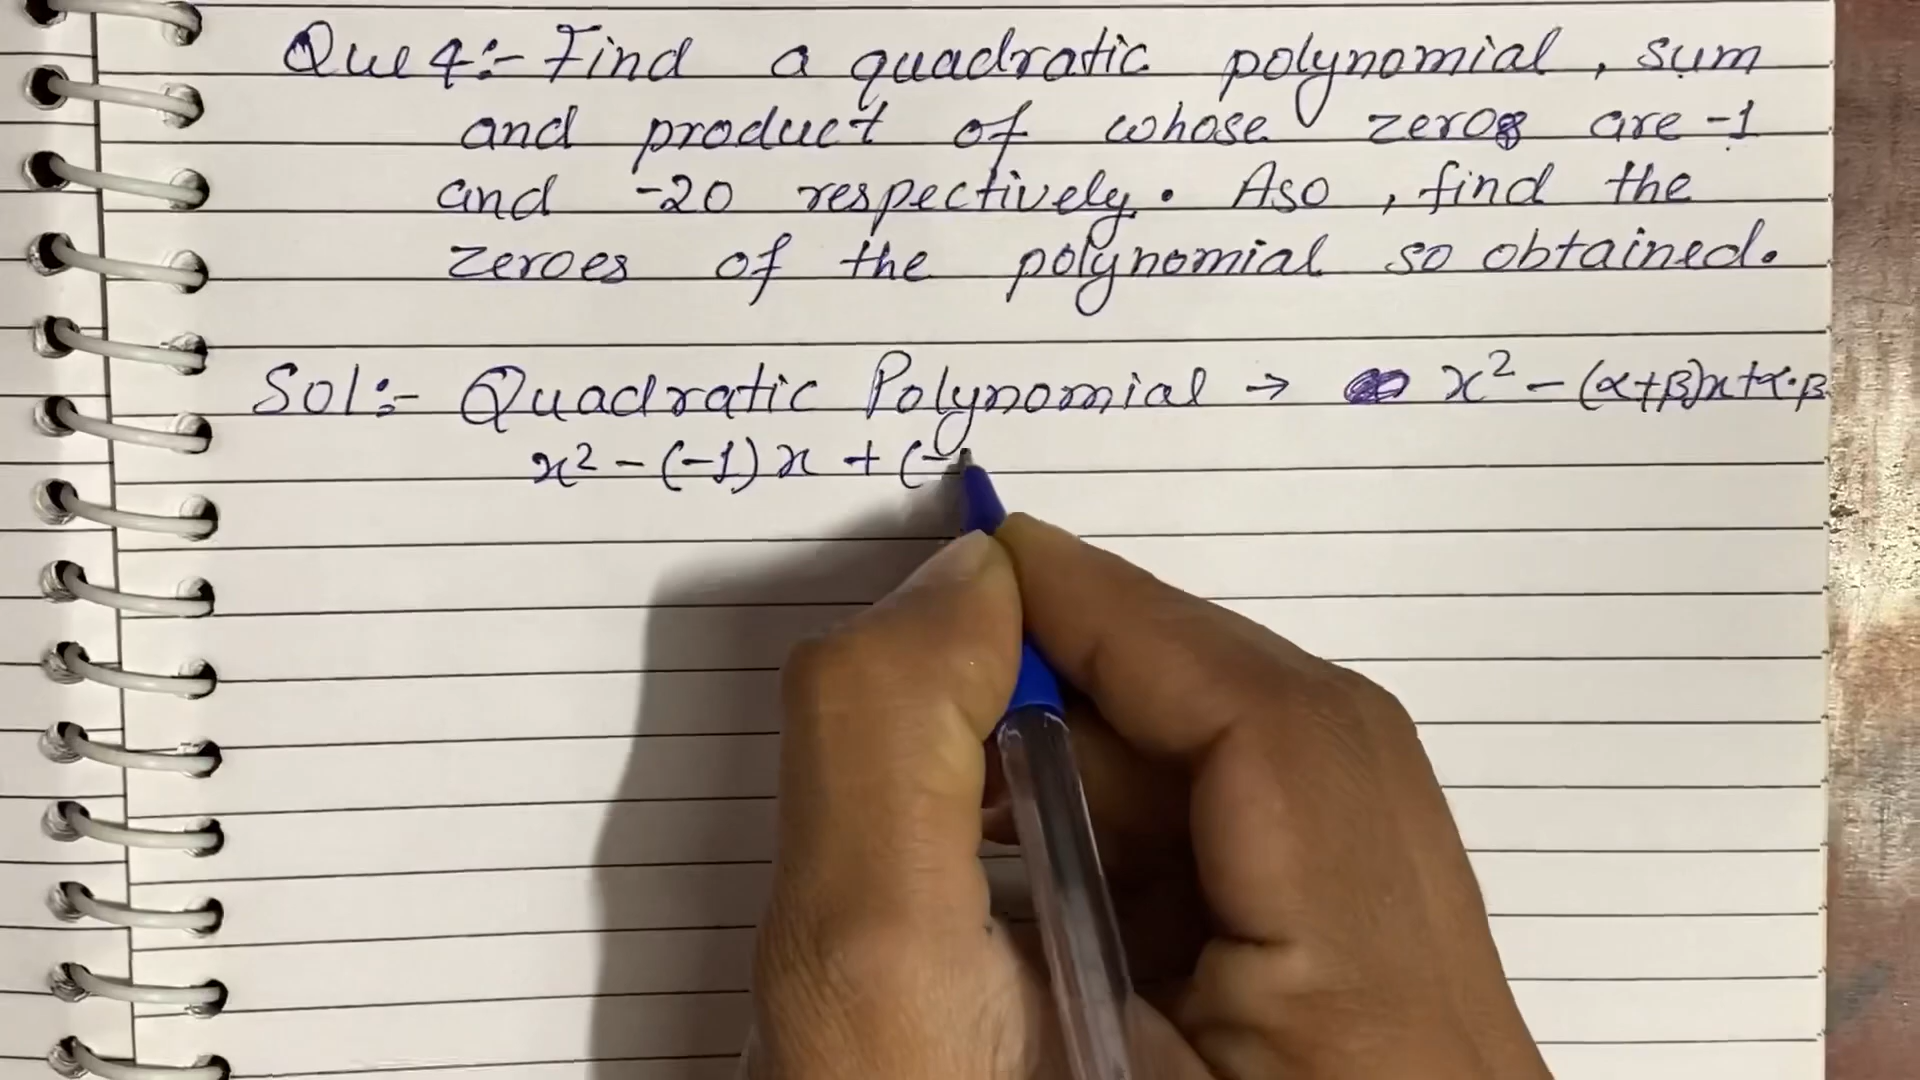 Que 4:- Find a quadratic polynomial, sum
and product of whose zeros are -1
and -20 respectively. Aso, find the
zeroes of the polynomial so obtained.
Sol:- Quadratic Polynomial → x² - (α+β)x+α·β
x² - (-1)x + (-